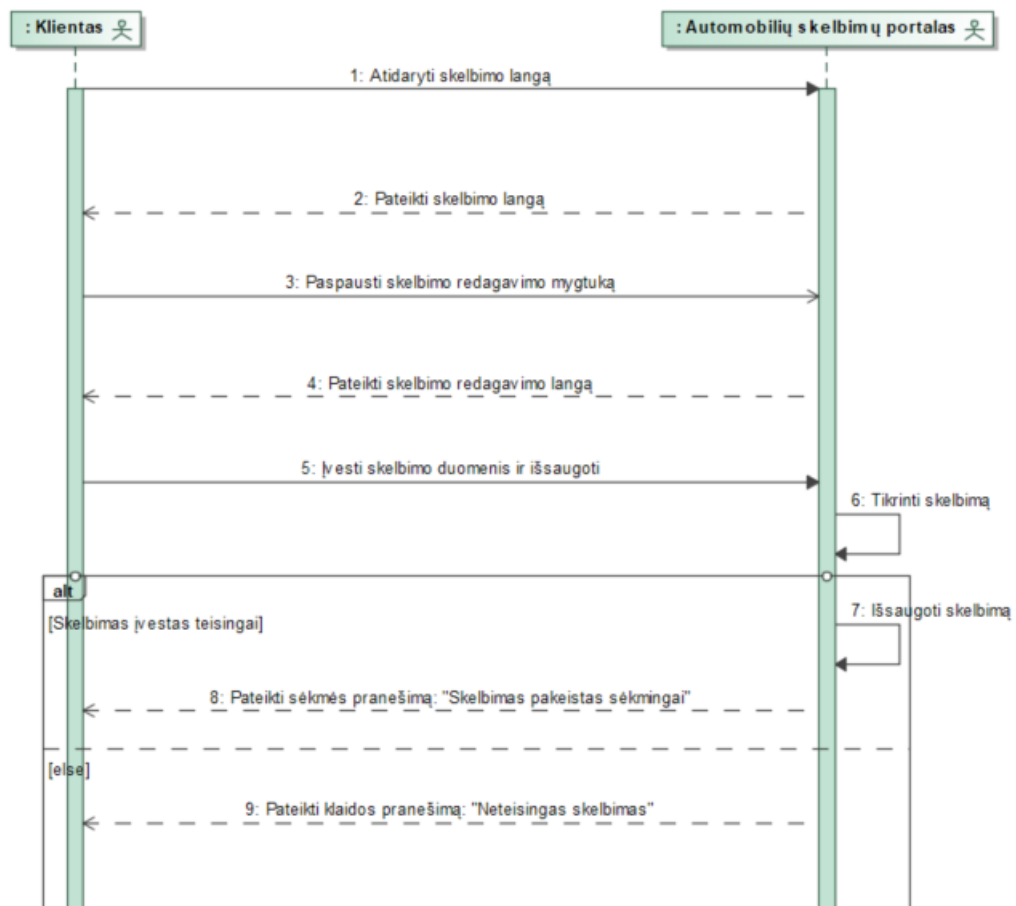 : Klientas
: Automobilių skelbimų portalas
1: Atidaryti skelbimo langą
2: Pateikti skelbimo langą
3: Paspausti skelbimo redagavimo mygtuką
4: Pateikti skelbimo redagavimo langą
5: Įvesti skelbimo duomenis ir išsaugoti
6: Tikrinti skelbimą
alt
[Skelbimas įvestas teisingai]
7: Išsaugoti skelbimą
8: Pateikti sėkmės pranešimą: "Skelbimas pakeistas sėkmingai"
[else]
9: Pateikti klaidos pranešimą: "Neteisingas skelbimas"